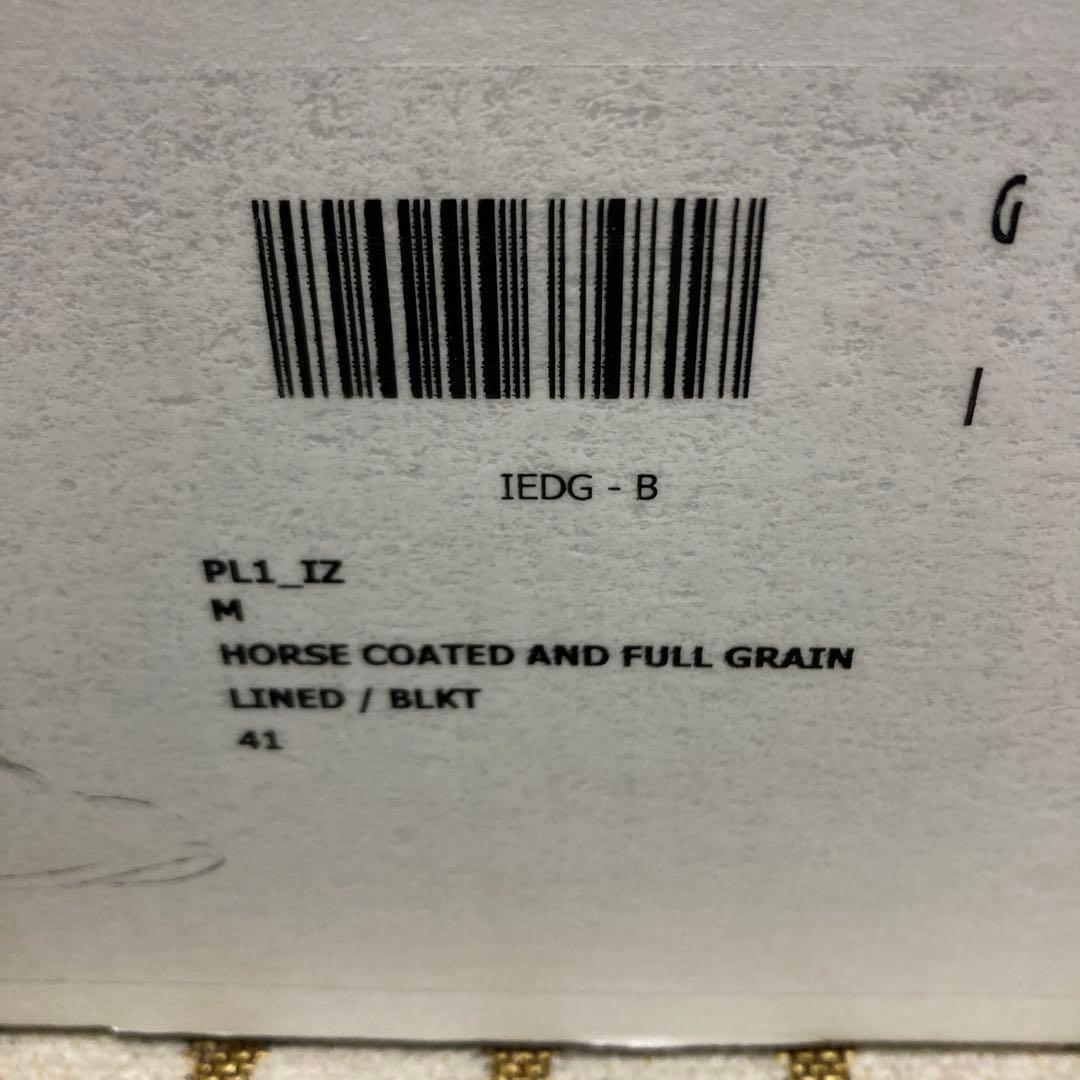 G
I
IEDG - B
PL1_IZ
M
HORSE COATED AND FULL GRAIN
LINED / BLKT
41